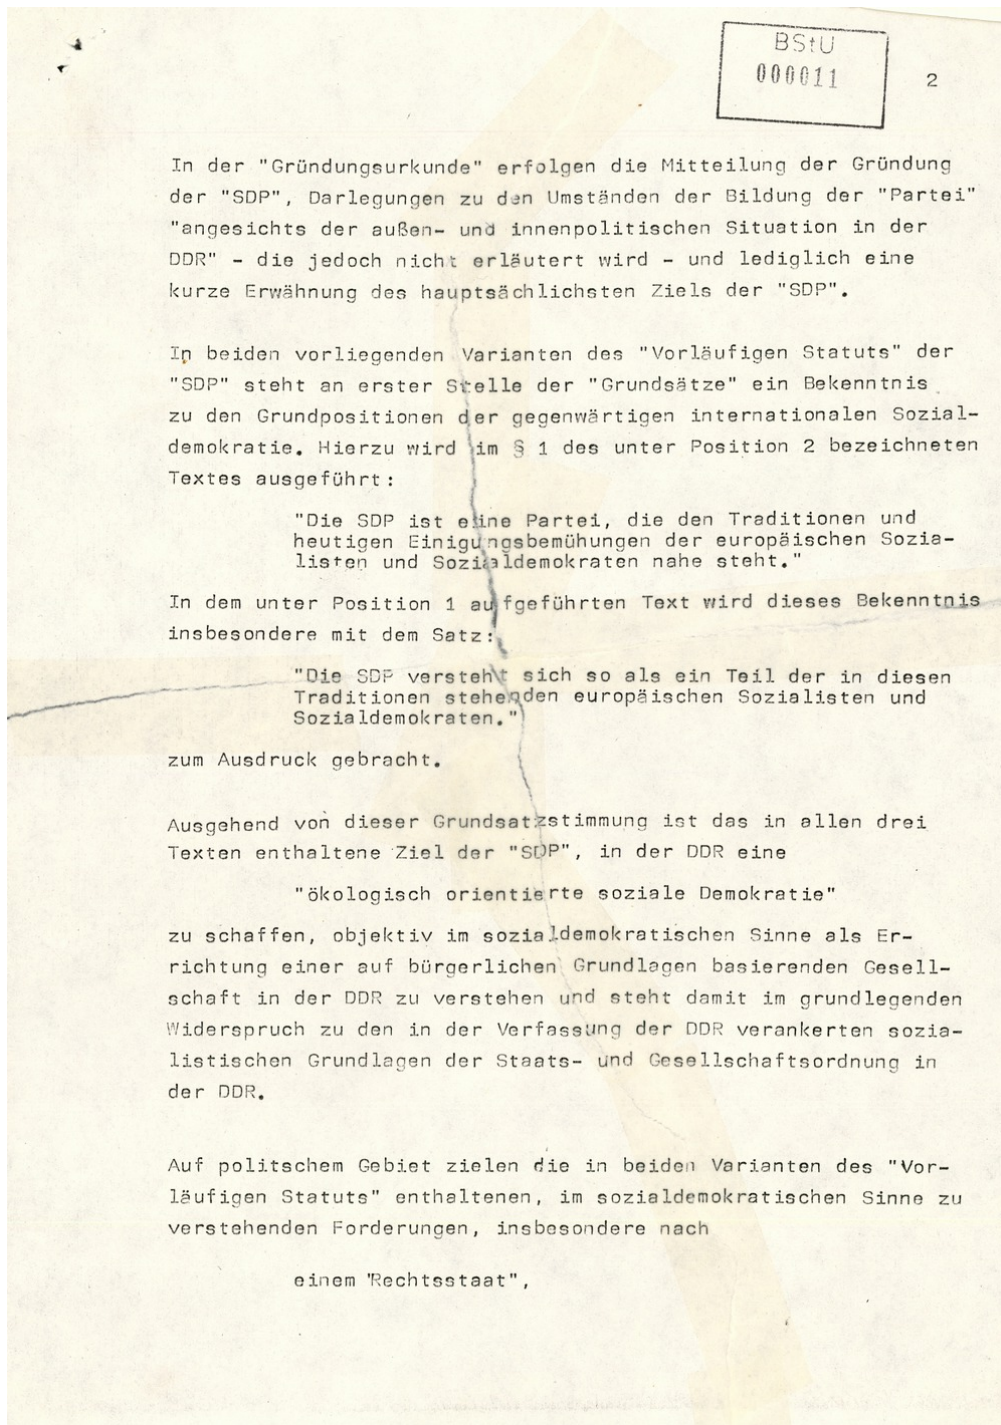 BStU
000011
2
In der "Gründungsurkunde" erfolgen die Mitteilung der Gründung
der "SDP", Darlegungen zu den Umständen der Bildung der "Partei"
"angesichts der außen- und innenpolitischen Situation in der
DDR" - die jedoch nicht erläutert wird - und lediglich eine
kurze Erwähnung des hauptsächlichsten Ziels der "SDP".
In beiden vorliegenden Varianten des "Vorläufigen Statuts" der
"SDP" steht an erster Stelle der "Grundsätze" ein Bekenntnis
zu den Grundpositionen der gegenwärtigen internationalen Sozial-
demokratie. Hierzu wird im § 1 des unter Position 2 bezeichneten
Textes ausgeführt:
"Die SDP ist eine Partei, die den Traditionen und
heutigen Einigungsbemühungen der europäischen Sozia-
listen und Sozialdemokraten nahe steht."
In dem unter Position 1 aufgeführten Text wird dieses Bekenntnis
insbesondere mit dem Satz:
"Die SDP versteht sich so als ein Teil der in diesen
Traditionen stehenden europäischen Sozialisten und
Sozialdemokraten."
zum Ausdruck gebracht.
Ausgehend von dieser Grundsatzstimmung ist das in allen drei
Texten enthaltene Ziel der "SDP", in der DDR eine
"ökologisch orientierte soziale Demokratie"
zu schaffen, objektiv im sozialdemokratischen Sinne als Er-
richtung einer auf bürgerlichen Grundlagen basierenden Gesell-
schaft in der DDR zu verstehen und steht damit im grundlegenden
Widerspruch zu den in der Verfassung der DDR verankerten sozia-
listischen Grundlagen der Staats- und Gesellschaftsordnung in
der DDR.
Auf politschem Gebiet zielen die in beiden Varianten des "Vor-
läufigen Statuts" enthaltenen, im sozialdemokratischen Sinne zu
verstehenden Forderungen, insbesondere nach
einem "Rechtsstaat",